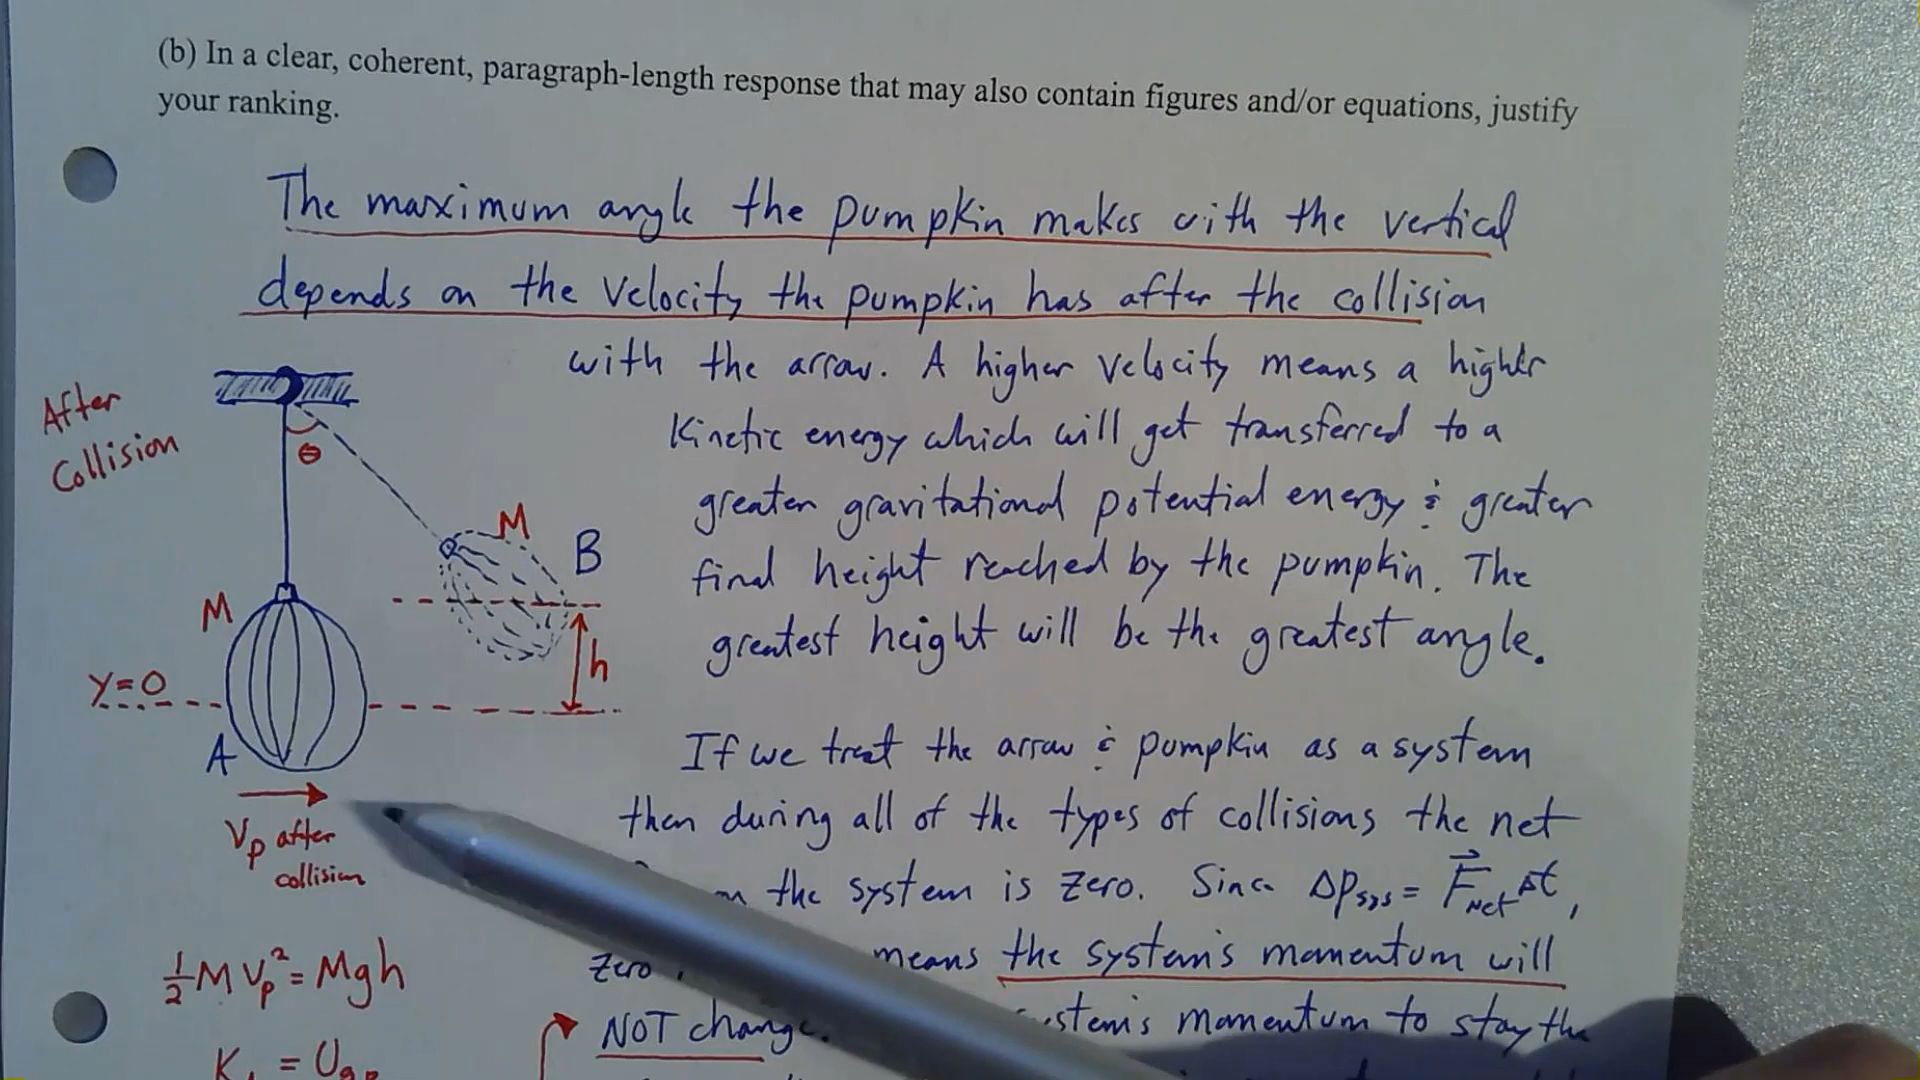 (b) In a clear, coherent, paragraph-length response that may also contain figures and/or equations, justify
your ranking.
The maximum angle the pumpkin makes with the vertical
depends on the velocity the pumpkin has after the collision
with the arrow. A higher velocity means a higher
kinetic energy which will get transferred to a
greater gravitational potential energy & greater
final height reached by the pumpkin. The
greatest height will be the greatest angle.
After
Collision
θ
M
B
M
h
y=0
A
Vp after
collision
½MVp²=Mgh
K = U
If we treat the arrow & pumpkin as a system
then during all of the types of collisions the net
the system is zero. Since ΔPsys = F⃗Net Δt,
zero means the system's momentum will
NOT change. momentum to stay the